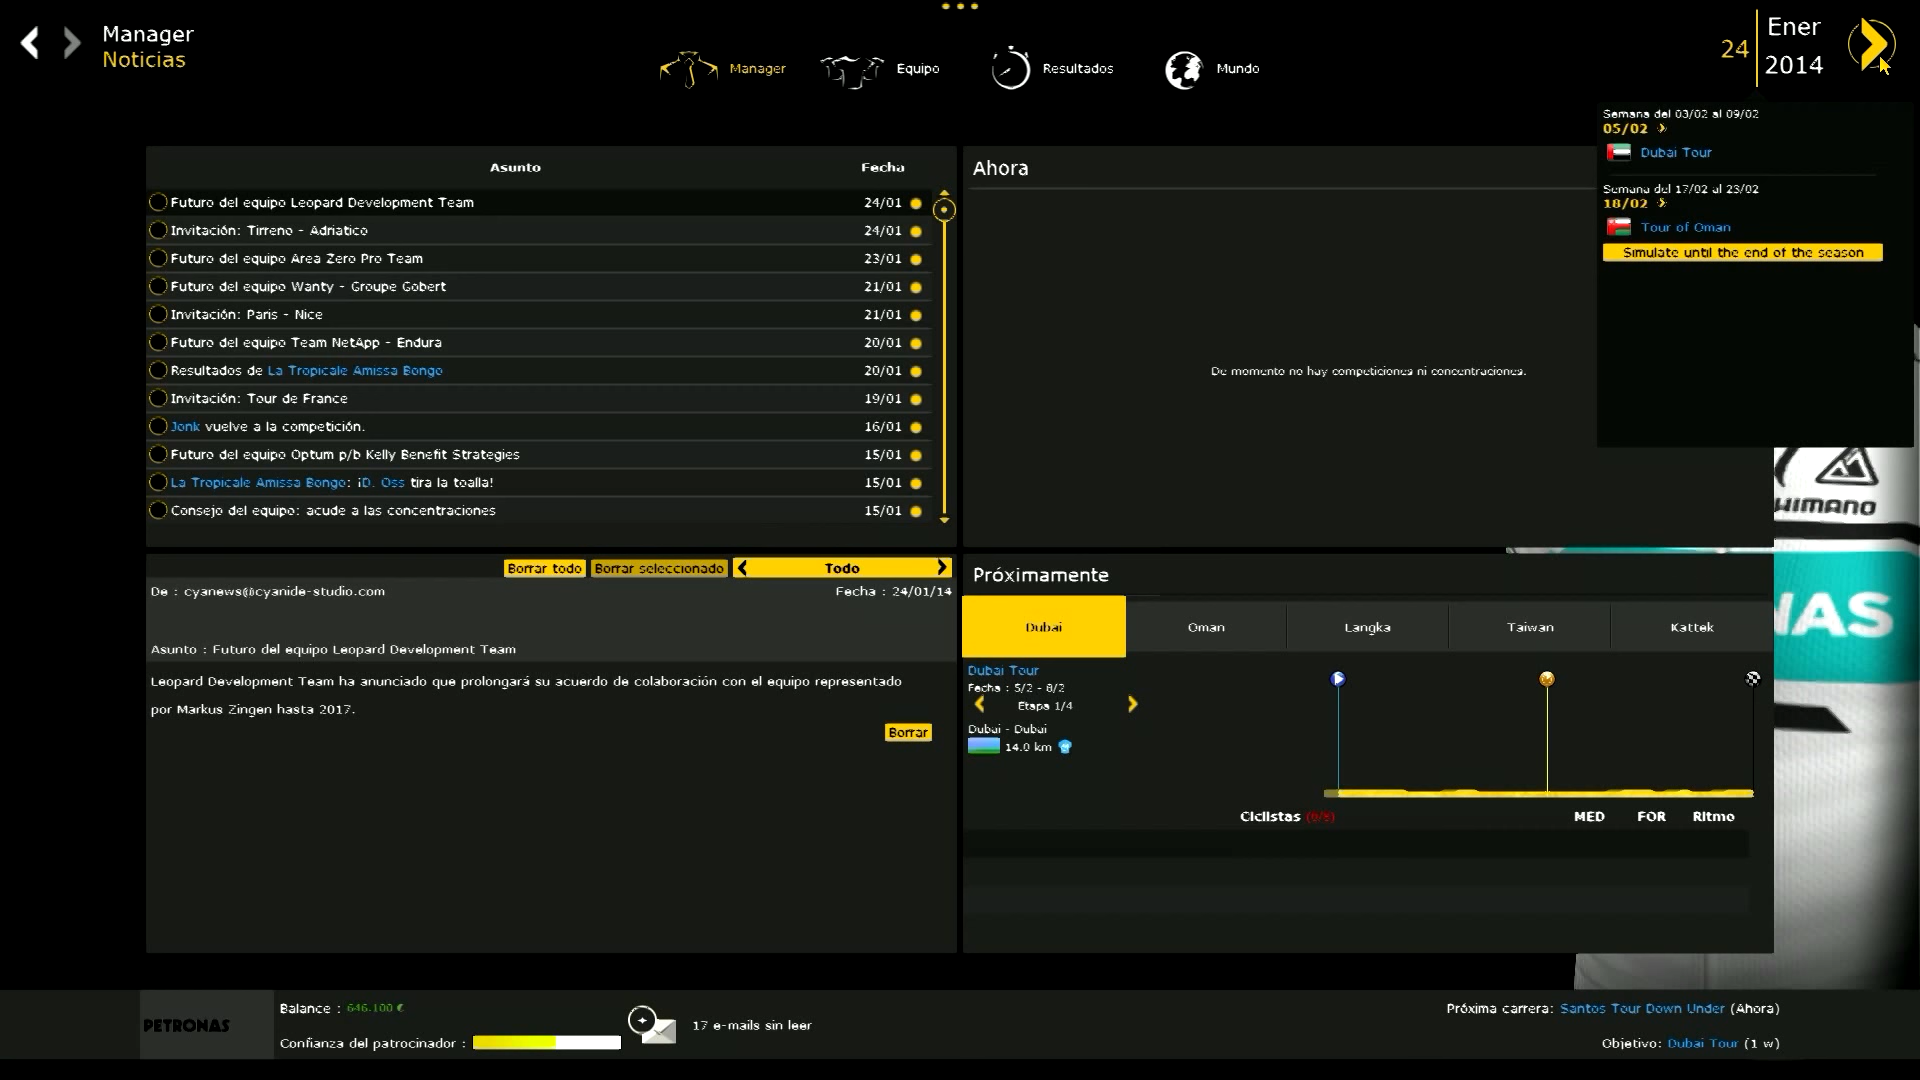 Manager
Noticias
Manager
Equipo
Resultados
Mundo
24
Ener
2014
Semana del 03/02 al 09/02
05/02
Dubai Tour
Semana del 17/02 al 23/02
18/02
Tour of Oman
Simulate until the end of the season
Asunto Fecha
Futuro del equipo Leopard Development Team 24/01
Invitación: Tirreno - Adriatico 24/01
Futuro del equipo Area Zero Pro Team 23/01
Futuro del equipo Wanty - Groupe Gobert 21/01
Invitación: Paris - Nice 21/01
Futuro del equipo Team NetApp - Endura 20/01
Resultados de La Tropicale Amissa Bongo 20/01
Invitación: Tour de France 19/01
Jonk vuelve a la competición. 16/01
Futuro del equipo Optum p/b Kelly Benefit Strategies 15/01
La Tropicale Amissa Bongo: ¡D. Oss tira la toalla! 15/01
Consejo del equipo: acude a las concentraciones 15/01
Ahora
De momento no hay competiciones ni concentraciones.
Borrar todo
Borrar seleccionado
Todo
De : cyanews@cyanide-studio.com
Fecha : 24/01/14
Asunto : Futuro del equipo Leopard Development Team
Leopard Development Team ha anunciado que prolongará su acuerdo de colaboración con el equipo representado
por Markus Zingen hasta 2017.
Borrar
Próximamente
Dubai
Oman
Langka
Taiwan
Kattek
Dubai Tour
Fecha : 5/2 - 8/2
Etapa 1/4
Dubai - Dubai
14.0 km
Ciclistas (0/8) MED FOR Ritmo
HIMANO
NAS
PETRONAS
Balance : 646.100 €
Confianza del patrocinador :
17 e-mails sin leer
Próxima carrera: Santos Tour Down Under (Ahora)
Objetivo: Dubai Tour (1 w)